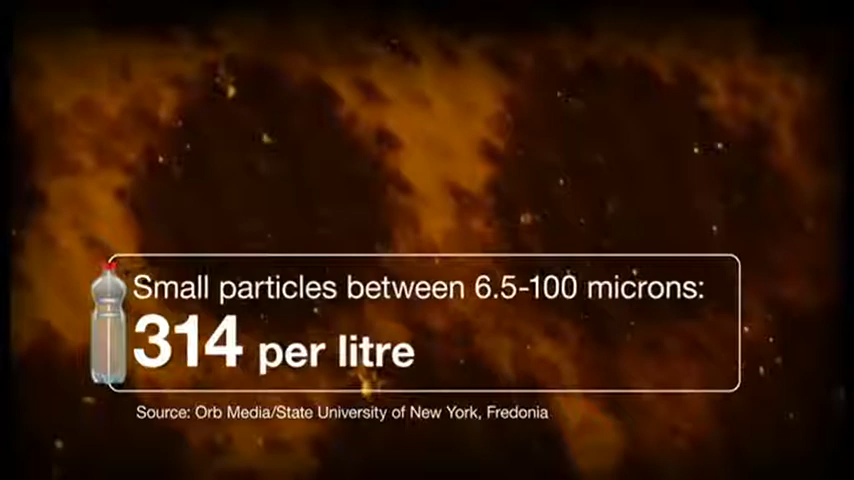 Small particles between 6.5-100 microns:
314 per litre
Source: Orb Media/State University of New York, Fredonia